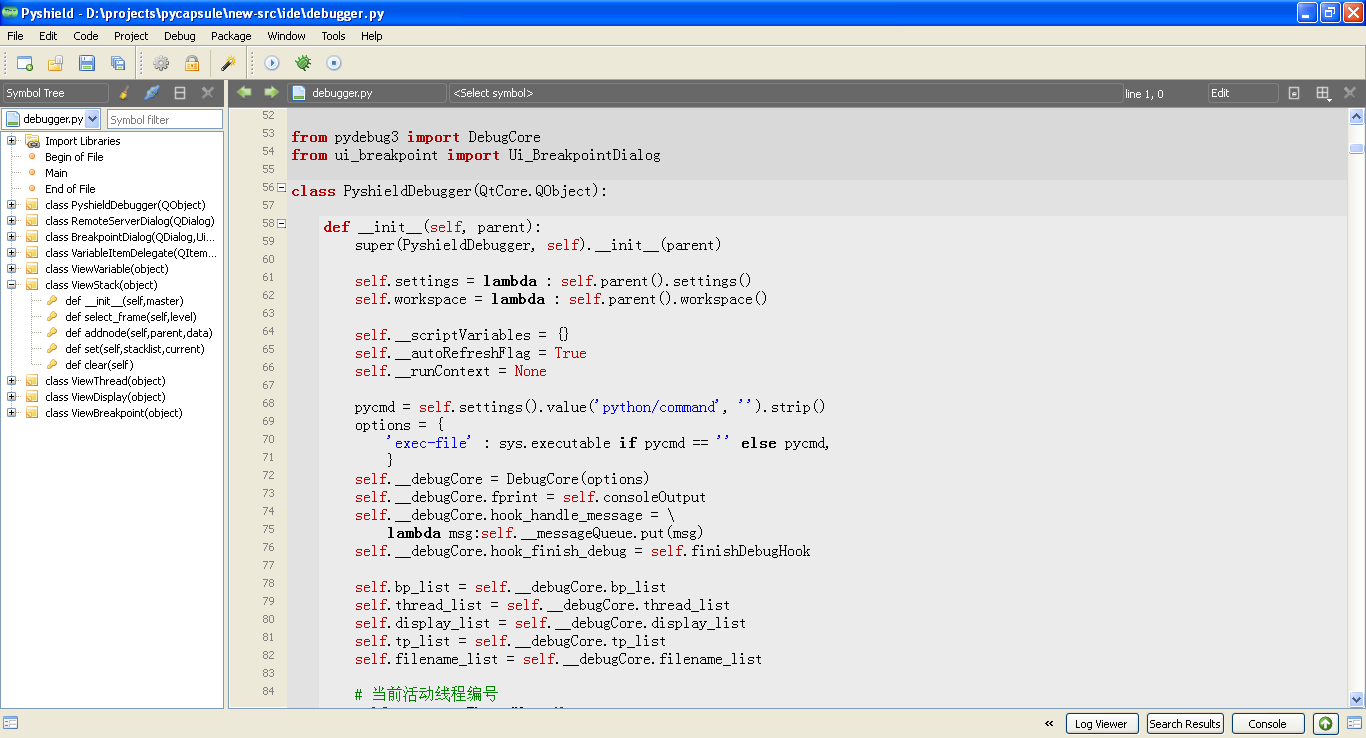 Pyshield - D:\projects\pycapsule\new-src\ide\debugger.py
File Edit Code Project Debug Package Window Tools Help
Symbol Tree
debugger.py
<Select symbol>
line 1, 0
Edit
debugger.py
Symbol filter
Import Libraries
Begin of File
Main
End of File
class PyshieldDebugger(QObject)
class RemoteServerDialog(QDialog)
class BreakpointDialog(QDialog,Ui...
class VariableItemDelegate(QItem...
class ViewVariable(object)
class ViewStack(object)
def __init__(self,master)
def select_frame(self,level)
def addnode(self,parent,data)
def set(self,stacklist,current)
def clear(self)
class ViewThread(object)
class ViewDisplay(object)
class ViewBreakpoint(object)
52
53 from pydebug3 import DebugCore
54 from ui_breakpoint import Ui_BreakpointDialog
55
56 class PyshieldDebugger(QtCore.QObject):
57
58 def __init__(self, parent):
59 super(PyshieldDebugger, self).__init__(parent)
60
61 self.settings = lambda : self.parent().settings()
62 self.workspace = lambda : self.parent().workspace()
63
64 self.__scriptVariables = {}
65 self.__autoRefreshFlag = True
66 self.__runContext = None
67
68 pycmd = self.settings().value('python/command', '').strip()
69 options = {
70 'exec-file' : sys.executable if pycmd == '' else pycmd,
71 }
72 self.__debugCore = DebugCore(options)
73 self.__debugCore.fprint = self.consoleOutput
74 self.__debugCore.hook_handle_message = \
75 lambda msg:self.__messageQueue.put(msg)
76 self.__debugCore.hook_finish_debug = self.finishDebugHook
77
78 self.bp_list = self.__debugCore.bp_list
79 self.thread_list = self.__debugCore.thread_list
80 self.display_list = self.__debugCore.display_list
81 self.tp_list = self.__debugCore.tp_list
82 self.filename_list = self.__debugCore.filename_list
83
84 # 当前活动线程编号
« Log Viewer Search Results Console